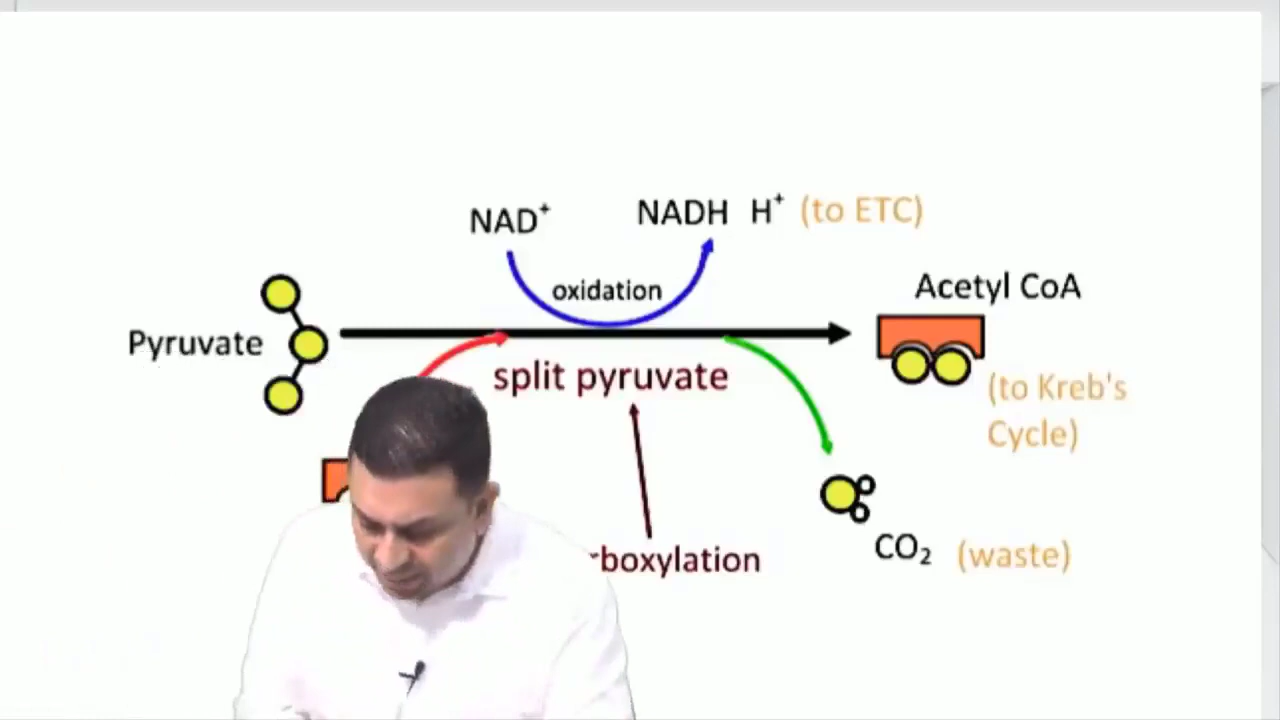 NAD⁺ NADH H⁺ (to ETC)
oxidation
Acetyl CoA
Pyruvate
split pyruvate
(to Kreb's
Cycle)
rboxylation
CO₂ (waste)